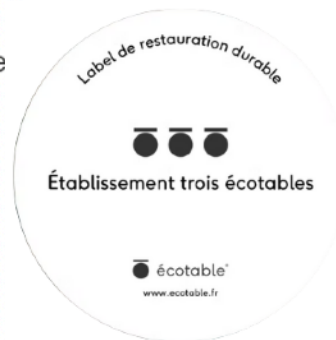 e
Label de restauration durable
Établissement trois écotables
écotable®
www.ecotable.fr